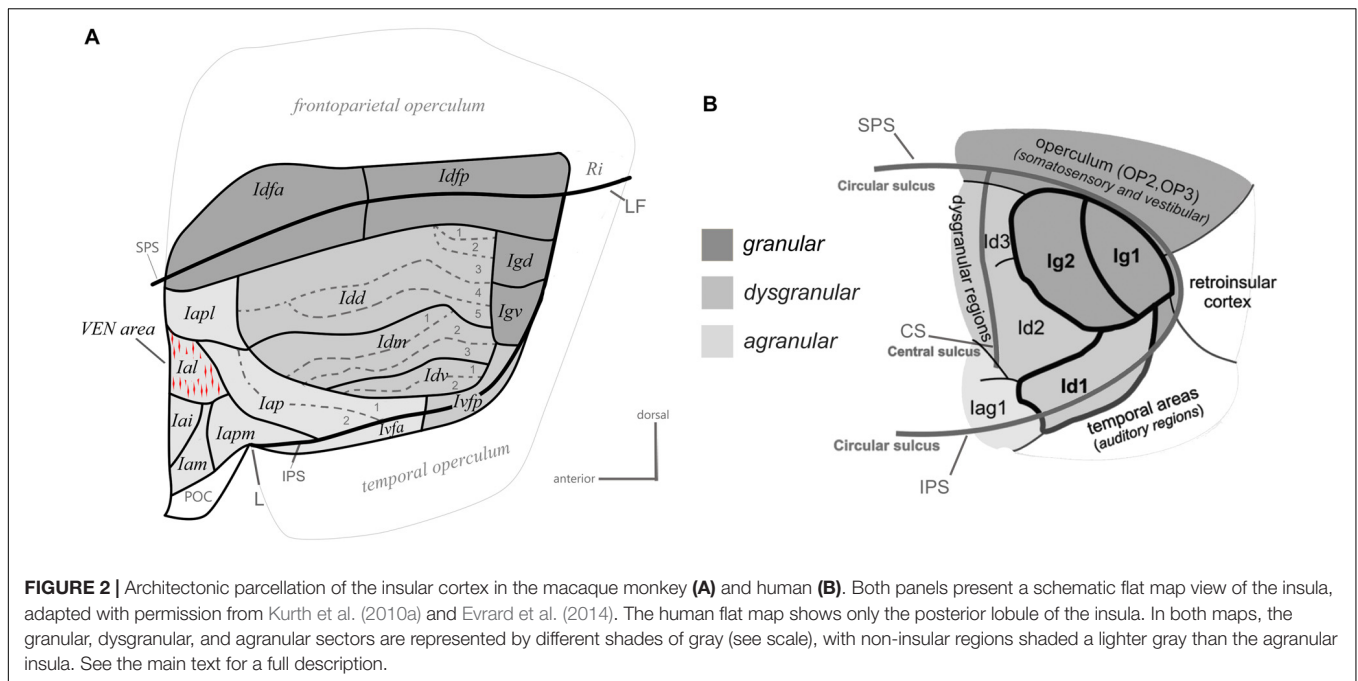 A
frontoparietal operculum
Idfa
Idfp
Ri
LF
SPS
1
2
3
4
5
Igd
Igv
Idd
Iapl
VEN area
Ial
Idm
1
2
3
Idv
1
2
Iap
1
2
Ivfp
Ivfa
Iai
Iapm
Iam
POC
L
IPS
temporal operculum
dorsal
anterior
granular
dysgranular
agranular
B
SPS
operculum (OP2,OP3)
(somatosensory and vestibular)
Circular sulcus
dysgranular regions
Id3
Ig2
Ig1
retroinsular
cortex
Id2
CS
Central sulcus
Id1
Iag1
temporal areas
(auditory regions)
Circular sulcus
IPS
FIGURE 2 | Architectonic parcellation of the insular cortex in the macaque monkey (A) and human (B). Both panels present a schematic flat map view of the insula,
adapted with permission from Kurth et al. (2010a) and Evrard et al. (2014). The human flat map shows only the posterior lobule of the insula. In both maps, the
granular, dysgranular, and agranular sectors are represented by different shades of gray (see scale), with non-insular regions shaded a lighter gray than the agranular
insula. See the main text for a full description.